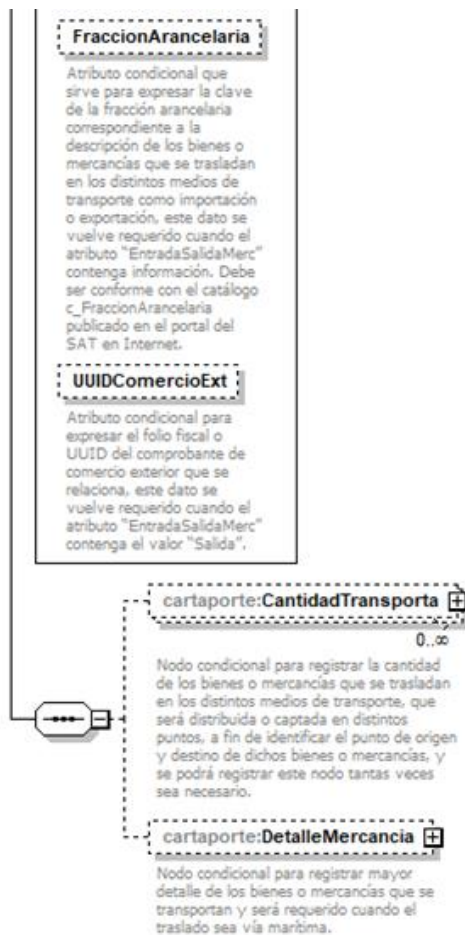 FraccionArancelaria
Atributo condicional que
sirve para expresar la clave
de la fracción arancelaria
correspondiente a la
descripción de los bienes o
mercancías que se trasladan
en los distintos medios de
transporte como importación
o exportación, este dato se
vuelve requerido cuando el
atributo “EntradaSalidaMerc”
contenga información. Debe
ser conforme con el catálogo
c_FraccionArancelaria
publicado en el portal del
SAT en Internet.
UUIDComercioExt
Atributo condicional para
expresar el folio fiscal o
UUID del comprobante de
comercio exterior que se
relaciona, este dato se
vuelve requerido cuando el
atributo “EntradaSalidaMerc”
contenga el valor “Salida”.
cartaporte:CantidadTransporta
0..∞
Nodo condicional para registrar la cantidad
de los bienes o mercancías que se trasladan
en los distintos medios de transporte, que
será distribuida o captada en distintos
puntos, a fin de identificar el punto de origen
y destino de dichos bienes o mercancías, y
se podrá registrar este nodo tantas veces
sea necesario.
cartaporte:DetalleMercancia
Nodo condicional para registrar mayor
detalle de los bienes o mercancías que se
transportan y será requerido cuando el
traslado sea vía marítima.